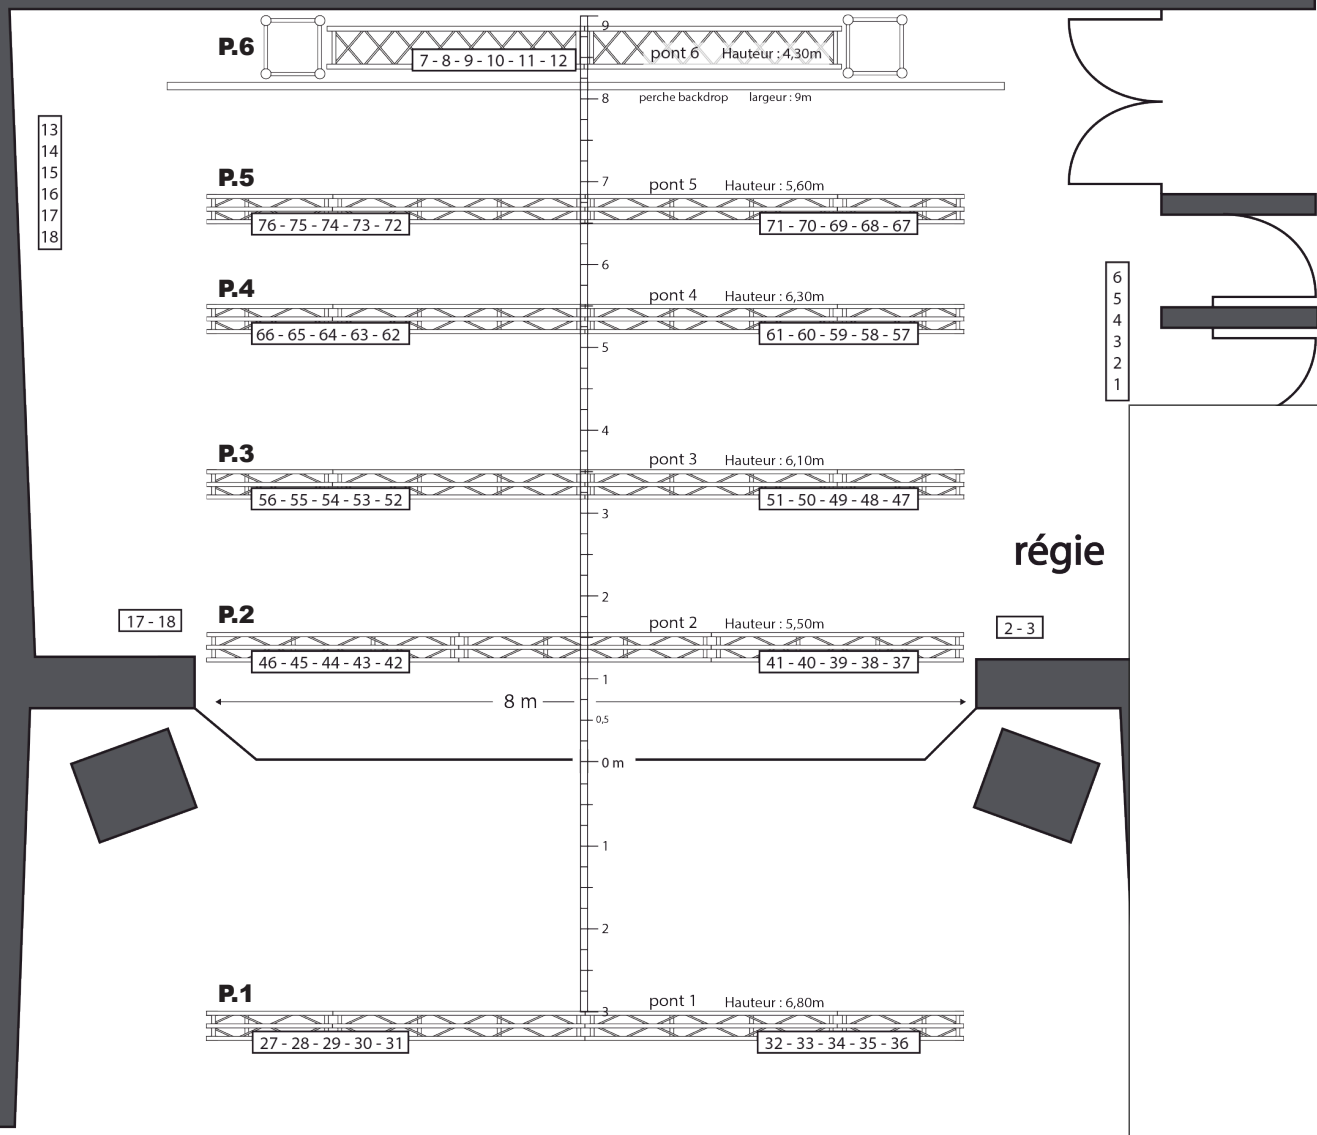 9
P.6
pont 6 Hauteur : 4,30m
7 - 8 - 9 - 10 - 11 - 12
8
perche backdrop largeur : 9m
13
14
15
16
17
18
7
P.5
pont 5 Hauteur : 5,60m
76 - 75 - 74 - 73 - 72
71 - 70 - 69 - 68 - 67
6
6
5
4
3
2
1
P.4
pont 4 Hauteur : 6,30m
66 - 65 - 64 - 63 - 62
61 - 60 - 59 - 58 - 57
5
4
P.3
pont 3 Hauteur : 6,10m
56 - 55 - 54 - 53 - 52
51 - 50 - 49 - 48 - 47
3
régie
2
17 - 18
P.2
pont 2 Hauteur : 5,50m
2 - 3
46 - 45 - 44 - 43 - 42
41 - 40 - 39 - 38 - 37
1
8 m
0,5
0 m
1
2
P.1
pont 1 Hauteur : 6,80m
3
27 - 28 - 29 - 30 - 31
32 - 33 - 34 - 35 - 36